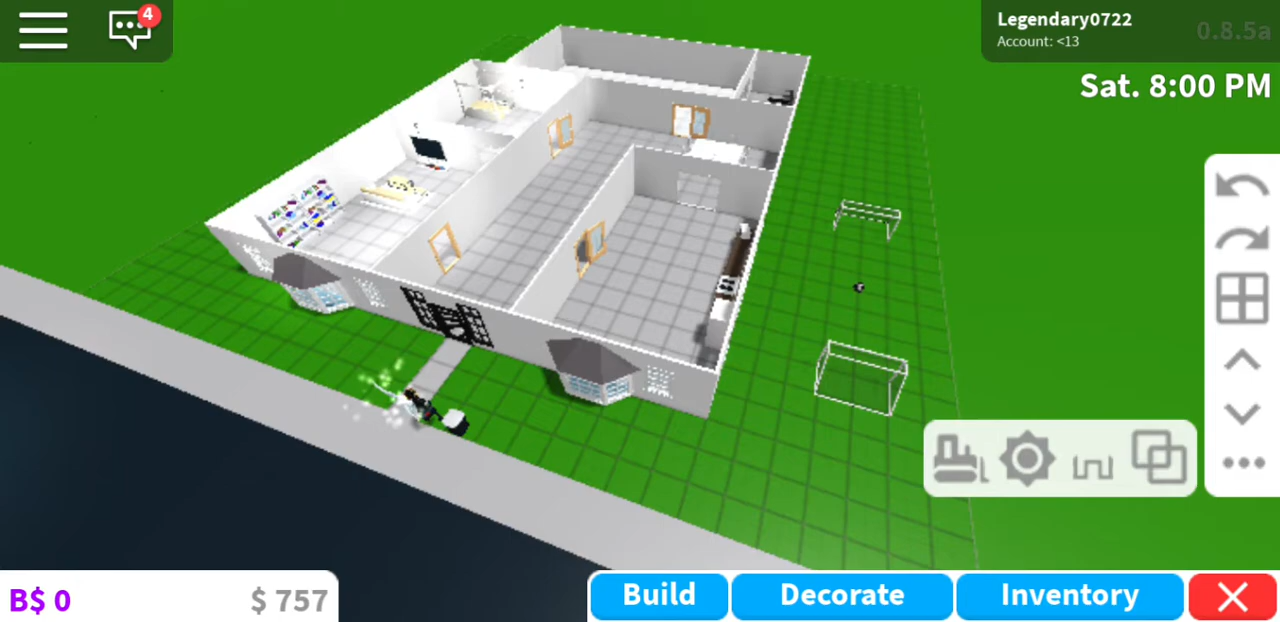 4
Legendary0722
Account: <13
0.8.5a
Sat. 8:00 PM
B$ 0
$ 757
Build
Decorate
Inventory